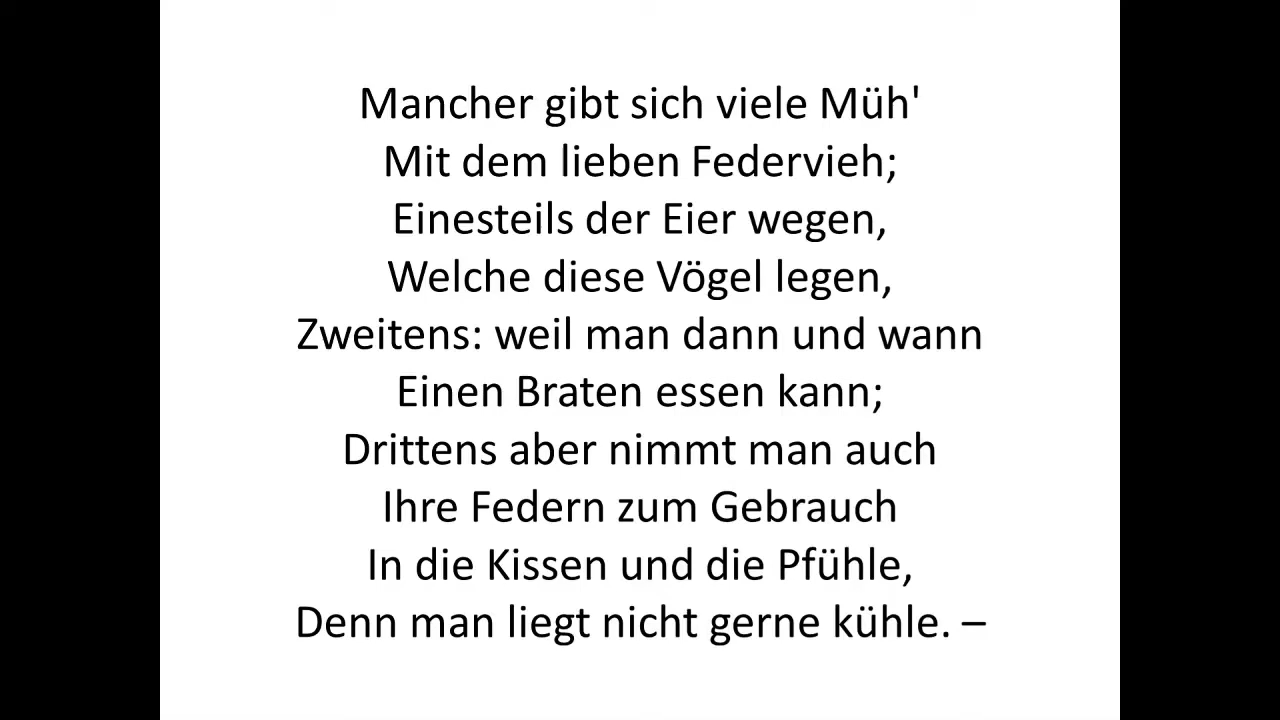 Mancher gibt sich viele Müh'
Mit dem lieben Federvieh;
Einesteils der Eier wegen,
Welche diese Vögel legen,
Zweitens: weil man dann und wann
Einen Braten essen kann;
Drittens aber nimmt man auch
Ihre Federn zum Gebrauch
In die Kissen und die Pfühle,
Denn man liegt nicht gerne kühle. –